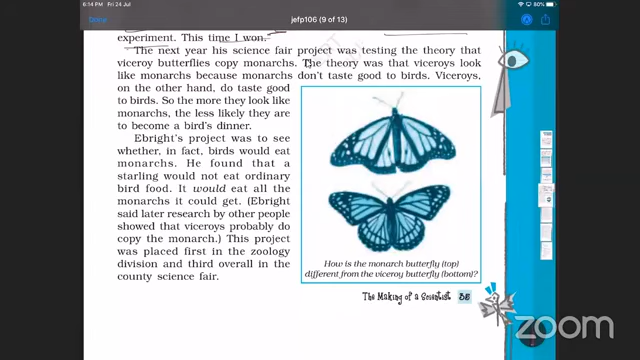 6:14 PM Fri 24 Jul
50%
Done
jefp106 (9 of 13)
experiment. This time I won.
The next year his science fair project was testing the theory that
viceroy butterflies copy monarchs. The theory was that viceroys look
like monarchs because monarchs don't taste good to birds. Viceroys,
on the other hand, do taste good
to birds. So the more they look like
monarchs, the less likely they are
to become a bird's dinner.
Ebright's project was to see
whether, in fact, birds would eat
monarchs. He found that a
starling would not eat ordinary
bird food. It would eat all the
monarchs it could get. (Ebright
said later research by other people
showed that viceroys probably do
copy the monarch.) This project
was placed first in the zoology
division and third overall in the
county science fair.
How is the monarch butterfly (top)
different from the viceroy butterfly (bottom)?
The Making of a Scientist 35
zoom